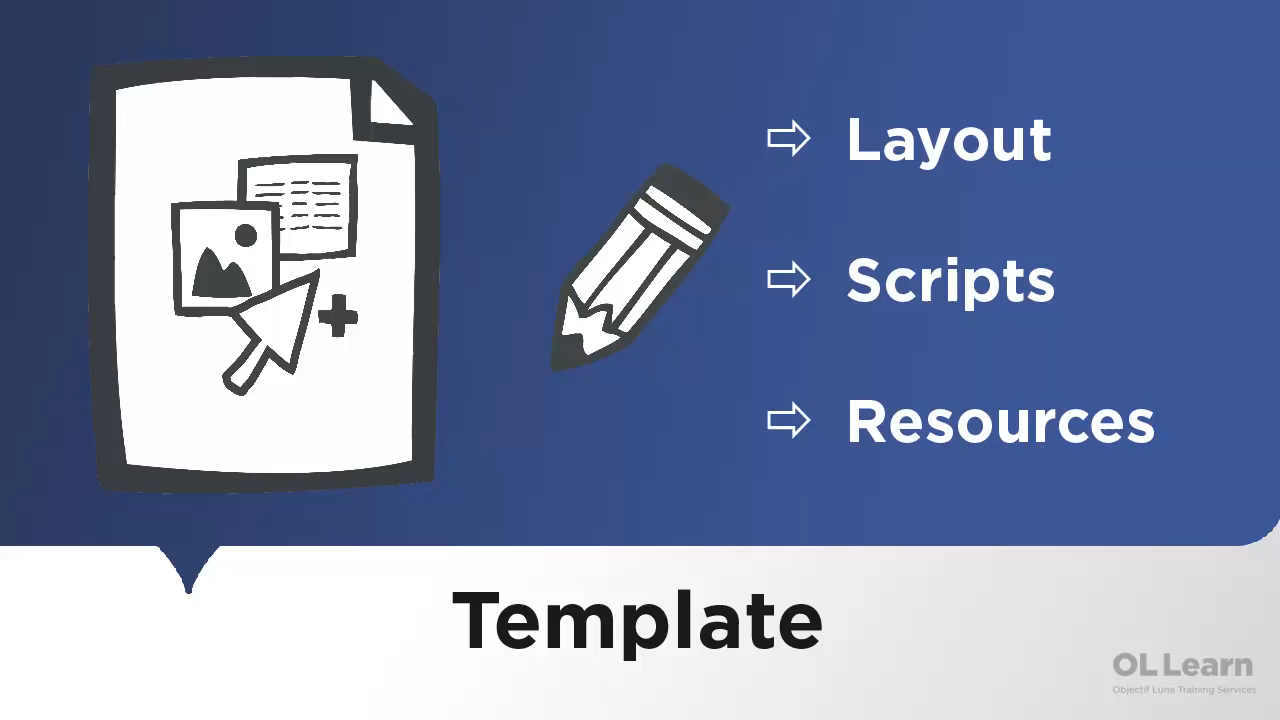 Layout
Scripts
Resources
Template
OL Learn
Objectif Lune Training Services